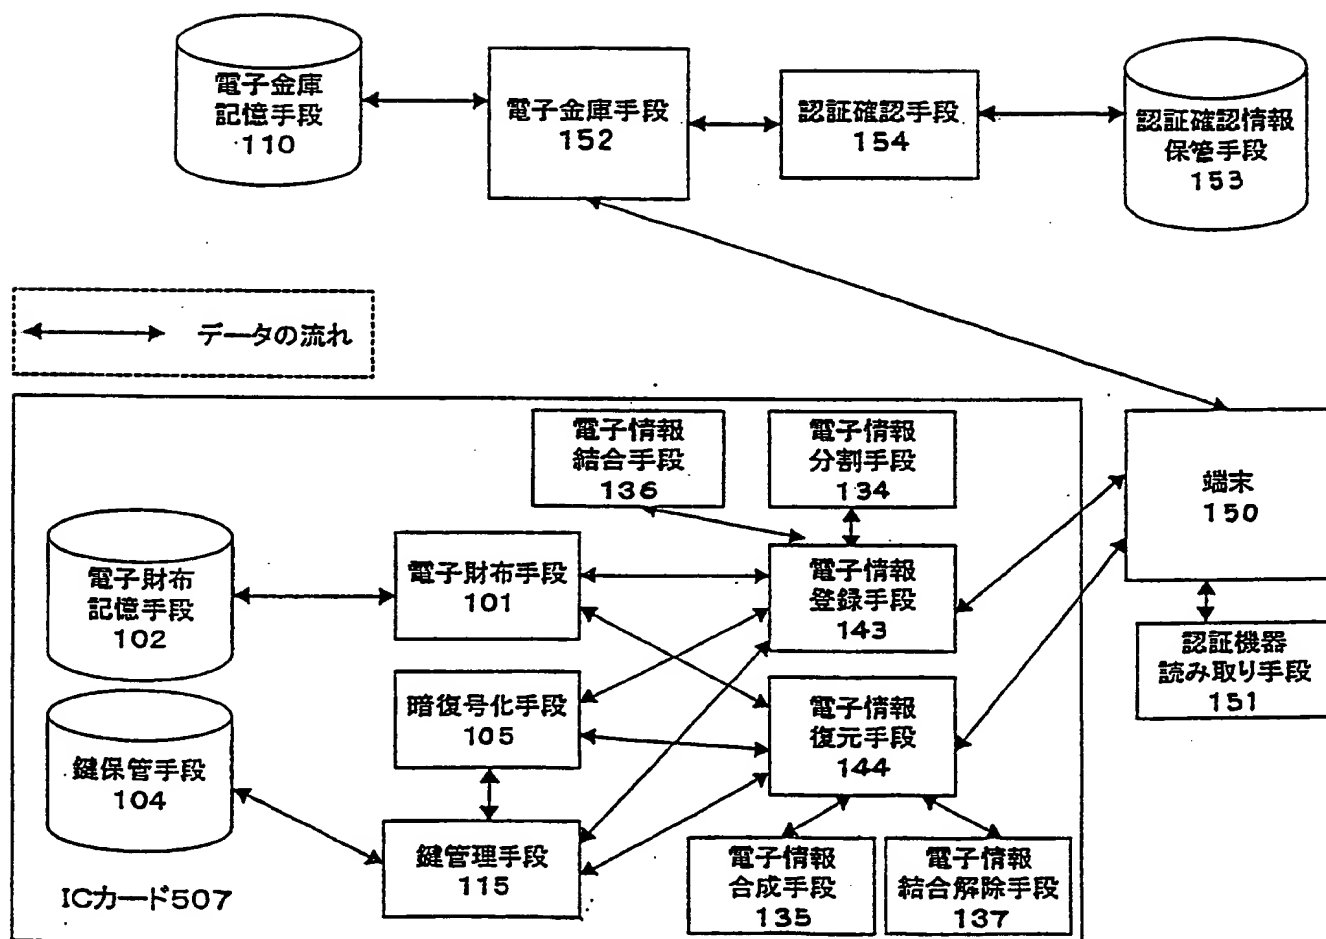 電子金庫
記憶手段
110
電子金庫手段
152
認証確認手段
154
認証確認情報
保管手段
153
データの流れ
電子情報
結合手段
136
電子情報
分割手段
134
端末
150
電子財布
記憶手段
102
電子財布手段
101
電子情報
登録手段
143
認証機器
読み取り手段
151
暗復号化手段
105
電子情報
復元手段
144
鍵保管手段
104
鍵管理手段
115
電子情報
合成手段
135
電子情報
結合解除手段
137
ICカード507